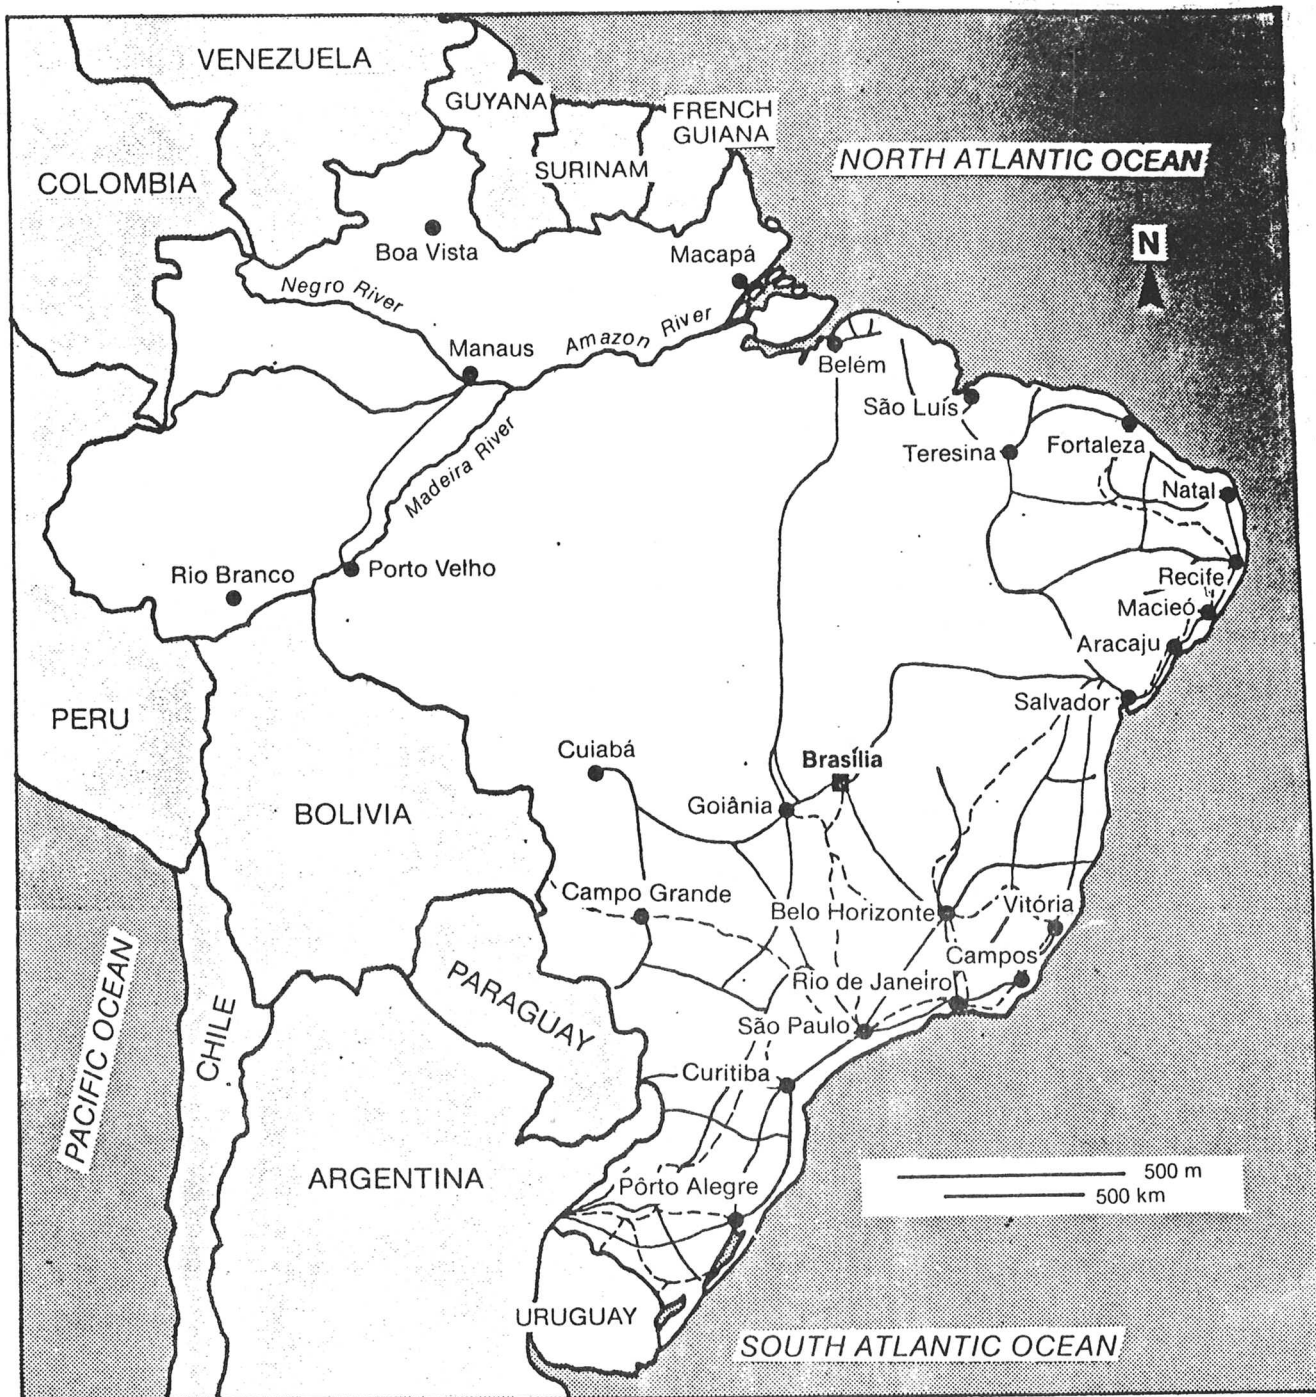 VENEZUELA
GUYANA
FRENCH
GUIANA
SURINAM
COLOMBIA
NORTH ATLANTIC OCEAN
N
Boa Vista
Macapá
Negro River
Amazon River
Manaus
Belém
São Luís
Teresina
Fortaleza
Madeira River
Natal
Rio Branco
Porto Velho
Recife
Macieó
Aracaju
Salvador
PERU
Cuiabá
Brasília
Goiânia
BOLIVIA
Campo Grande
Belo Horizonte
Vitória
Campos
Rio de Janeiro
São Paulo
PARAGUAY
PACIFIC OCEAN
CHILE
Curitiba
ARGENTINA
Pôrto Alegre
500 m
500 km
URUGUAY
SOUTH ATLANTIC OCEAN